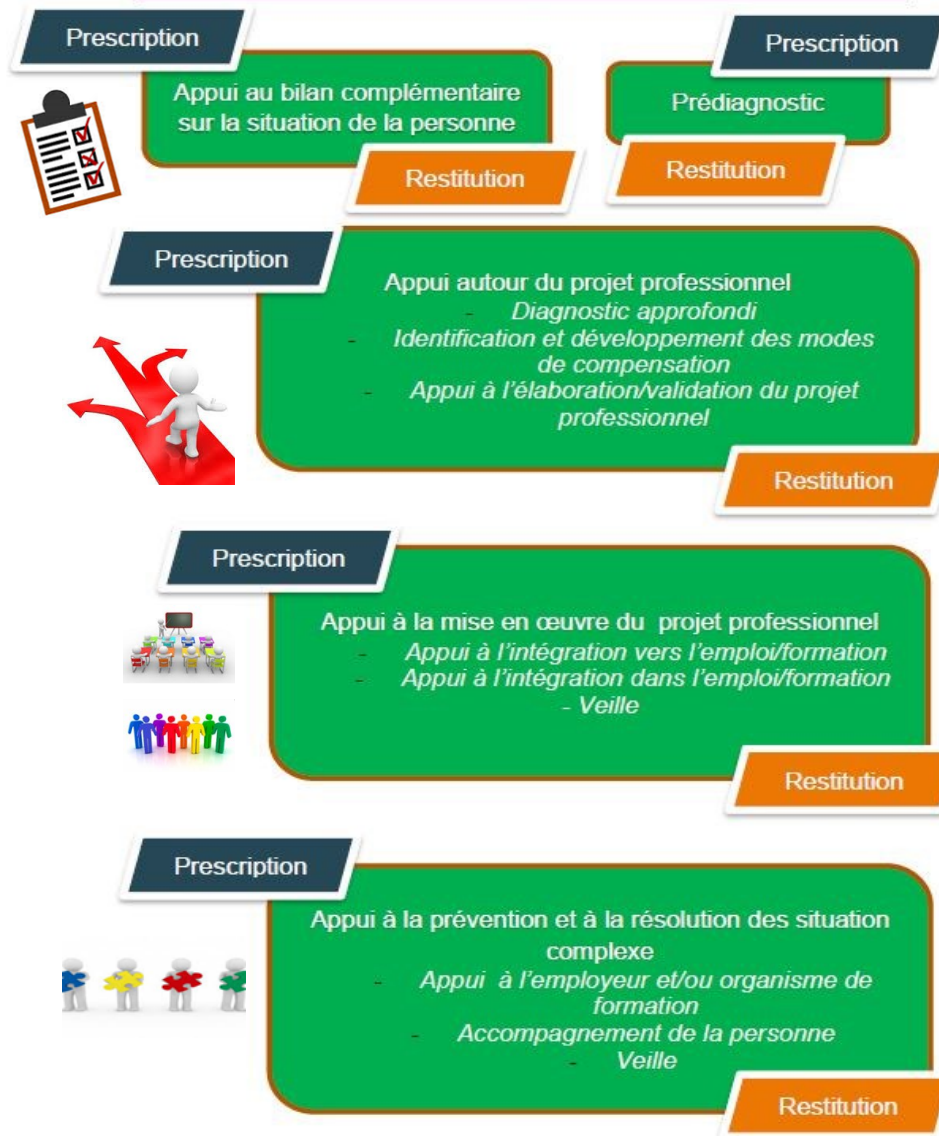 Prescription
Appui au bilan complémentaire
sur la situation de la personne
Restitution
Prescription
Prédiagnostic
Restitution
Prescription
Appui autour du projet professionnel
- Diagnostic approfondi
- Identification et développement des modes
de compensation
- Appui à l'élaboration/validation du projet
professionnel
Restitution
Prescription
Appui à la mise en œuvre du projet professionnel
- Appui à l'intégration vers l'emploi/formation
- Appui à l'intégration dans l'emploi/formation
- Veille
Restitution
Prescription
Appui à la prévention et à la résolution des situation
complexe
- Appui à l'employeur et/ou organisme de
formation
- Accompagnement de la personne
- Veille
Restitution